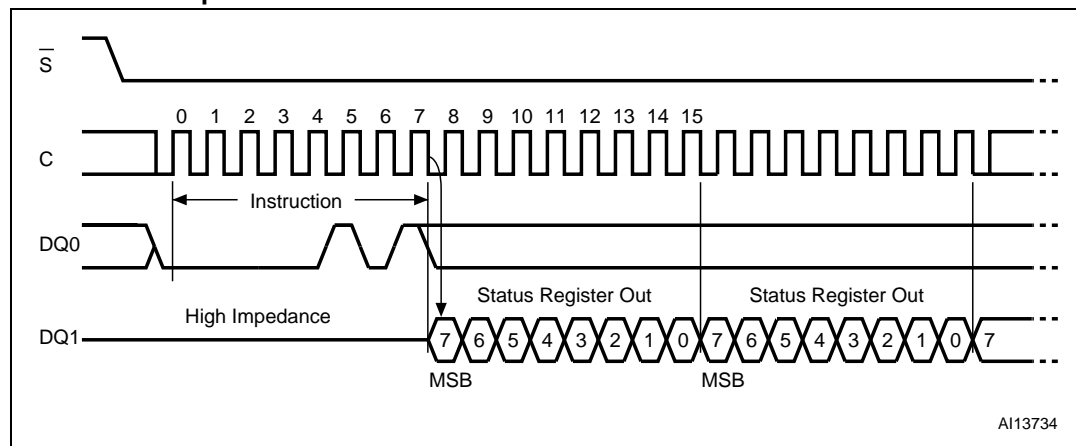 S
0 1 2 3 4 5 6 7 8 9 10 11 12 13 14 15
C
Instruction
DQ0
Status Register Out Status Register Out
High Impedance
DQ1 7 6 5 4 3 2 1 0 7 6 5 4 3 2 1 0 7
MSB MSB
AI13734